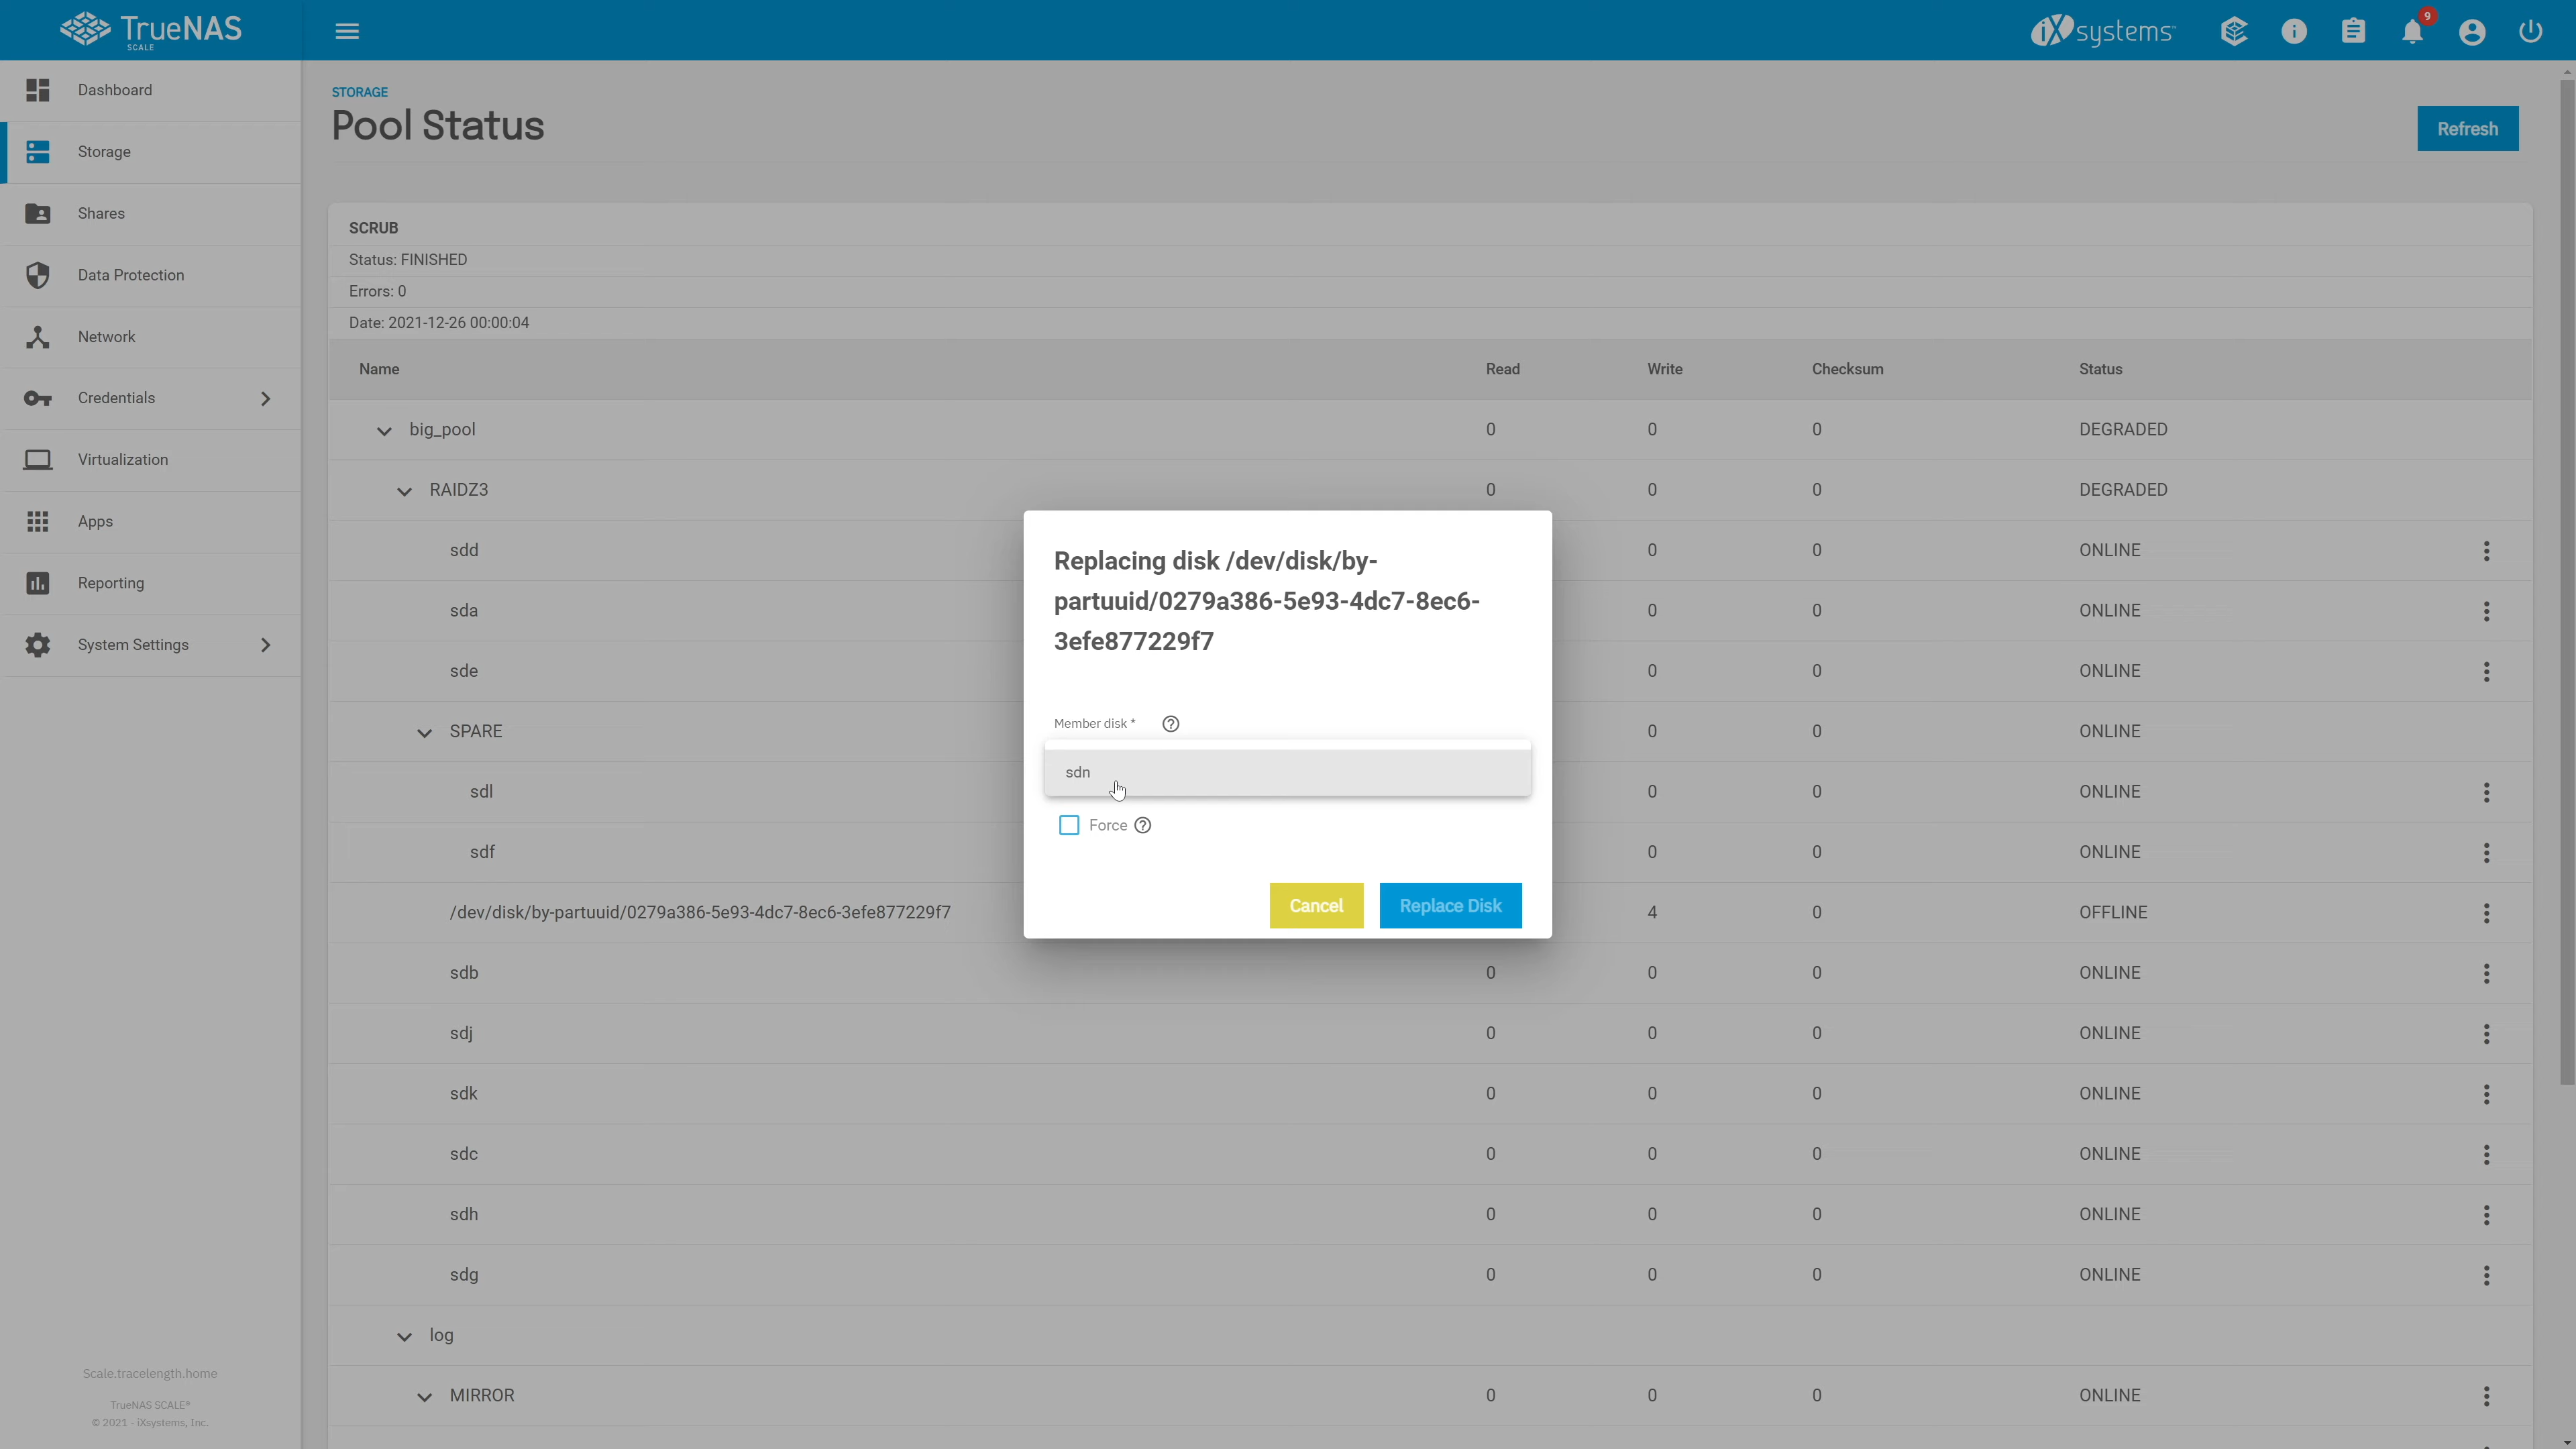 TrueNAS
SCALE
iXsystems
9
Dashboard
Storage
Shares
Data Protection
Network
Credentials
Virtualization
Apps
Reporting
System Settings
Scale.tracelength.home
TrueNAS SCALE®
© 2021 - iXsystems, Inc.
STORAGE
Pool Status
Refresh
SCRUB
Status: FINISHED
Errors: 0
Date: 2021-12-26 00:00:04
Name Read Write Checksum Status
big_pool 0 0 0 DEGRADED
RAIDZ3 0 0 0 DEGRADED
sdd 0 0 ONLINE
sda 0 0 ONLINE
sde 0 0 ONLINE
SPARE 0 0 ONLINE
sdl 0 0 ONLINE
sdf 0 0 ONLINE
/dev/disk/by-partuuid/0279a386-5e93-4dc7-8ec6-3efe877229f7 4 0 OFFLINE
sdb 0 0 0 ONLINE
sdj 0 0 0 ONLINE
sdk 0 0 0 ONLINE
sdc 0 0 0 ONLINE
sdh 0 0 0 ONLINE
sdg 0 0 0 ONLINE
log
MIRROR 0 0 0 ONLINE
Replacing disk /dev/disk/by-
partuuid/0279a386-5e93-4dc7-8ec6-
3efe877229f7
Member disk *
sdn
Force
Cancel Replace Disk